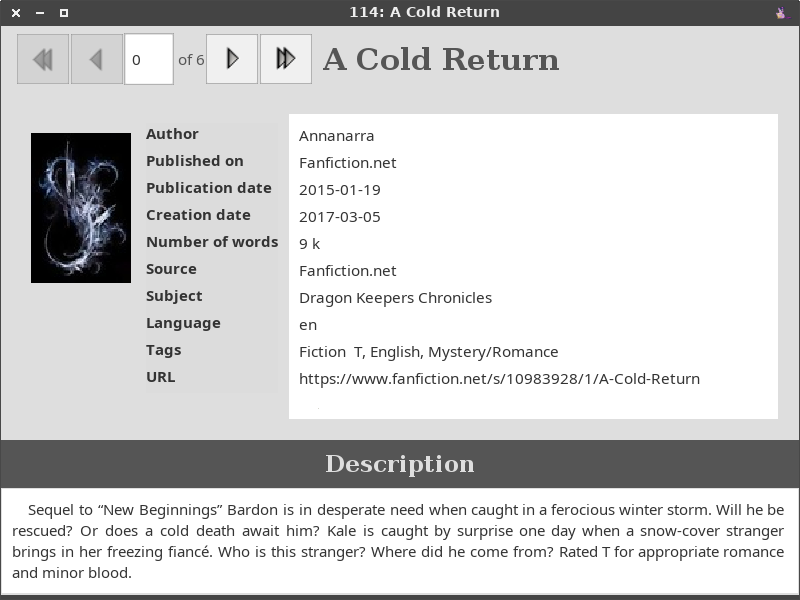 114: A Cold Return
0 of 6 A Cold Return
Author Annanarra
Published on Fanfiction.net
Publication date 2015-01-19
Creation date 2017-03-05
Number of words 9 k
Source Fanfiction.net
Subject Dragon Keepers Chronicles
Language en
Tags Fiction  T, English, Mystery/Romance
URL https://www.fanfiction.net/s/10983928/1/A-Cold-Return
Description
Sequel to “New Beginnings” Bardon is in desperate need when caught in a ferocious winter storm. Will he be
rescued? Or does a cold death await him? Kale is caught by surprise one day when a snow-cover stranger
brings in her freezing fiancé. Who is this stranger? Where did he come from? Rated T for appropriate romance
and minor blood.